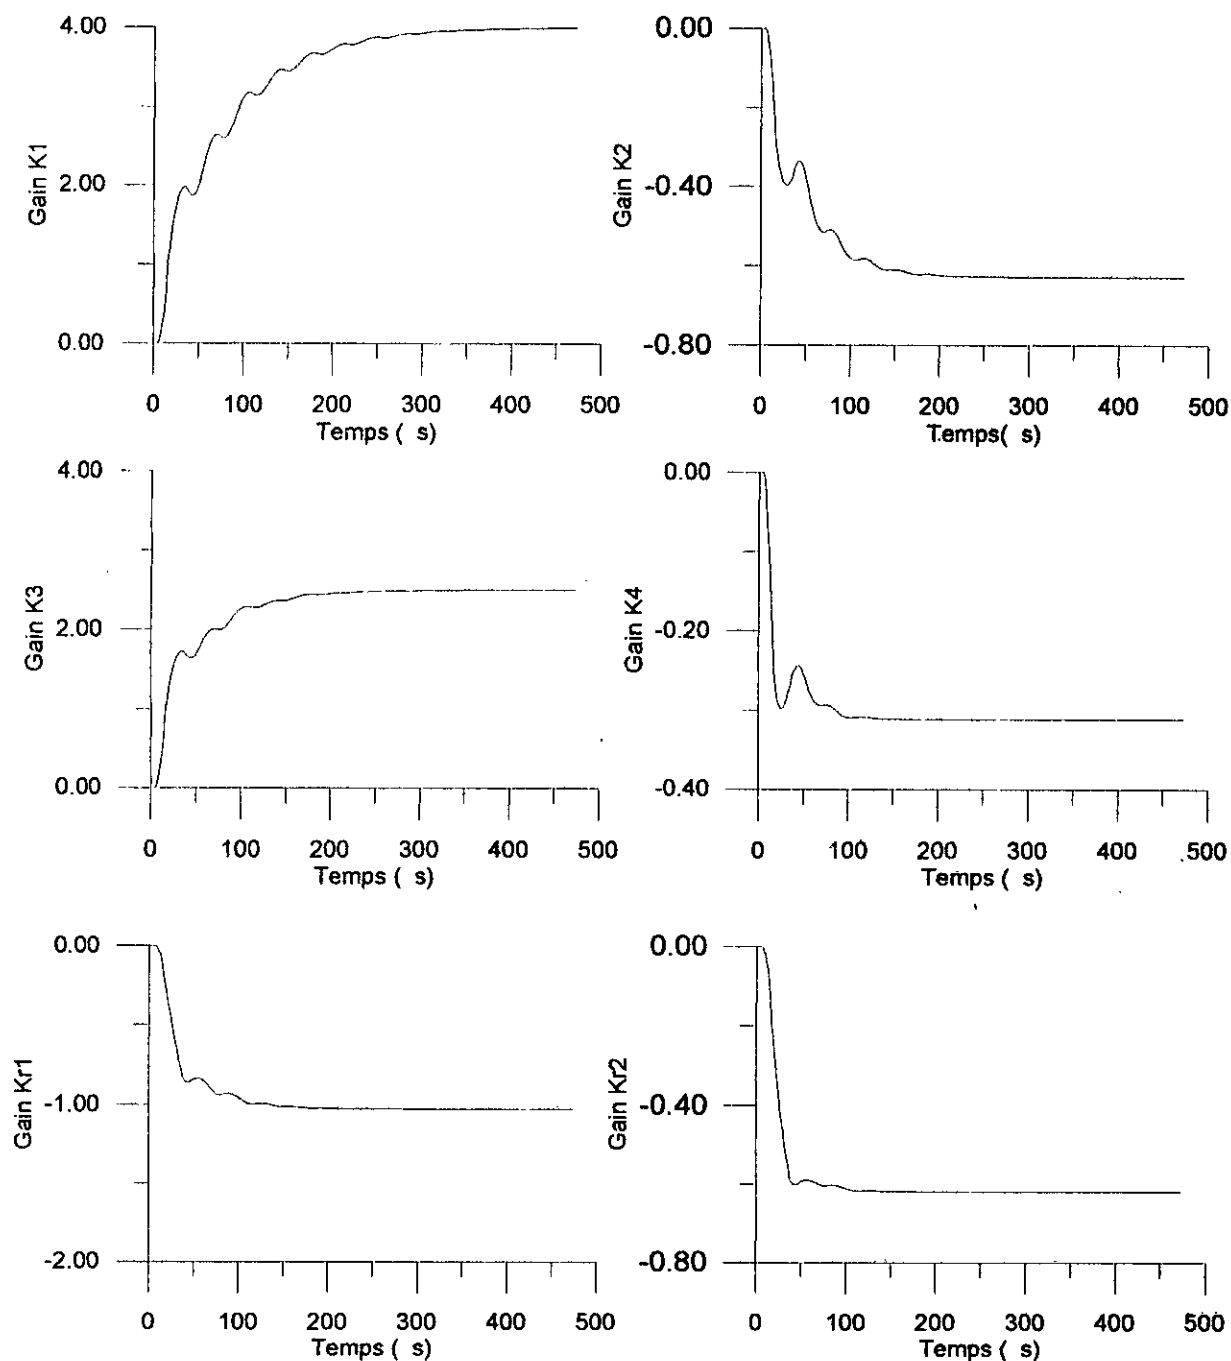 4.00
2.00
0.00
Gain K1
0 100 200 300 400 500
Temps ( s)
0.00
-0.40
-0.80
Gain K2
0 100 200 300 400 500
Temps( s)
4.00
2.00
0.00
Gain K3
0 100 200 300 400 500
Temps ( s)
0.00
-0.20
-0.40
Gain K4
0 100 200 300 400 500
Temps ( s)
0.00
-1.00
-2.00
Gain Kr1
0 100 200 300 400 500
Temps ( s)
0.00
-0.40
-0.80
Gain Kr2
0 100 200 300 400 500
Temps ( s)